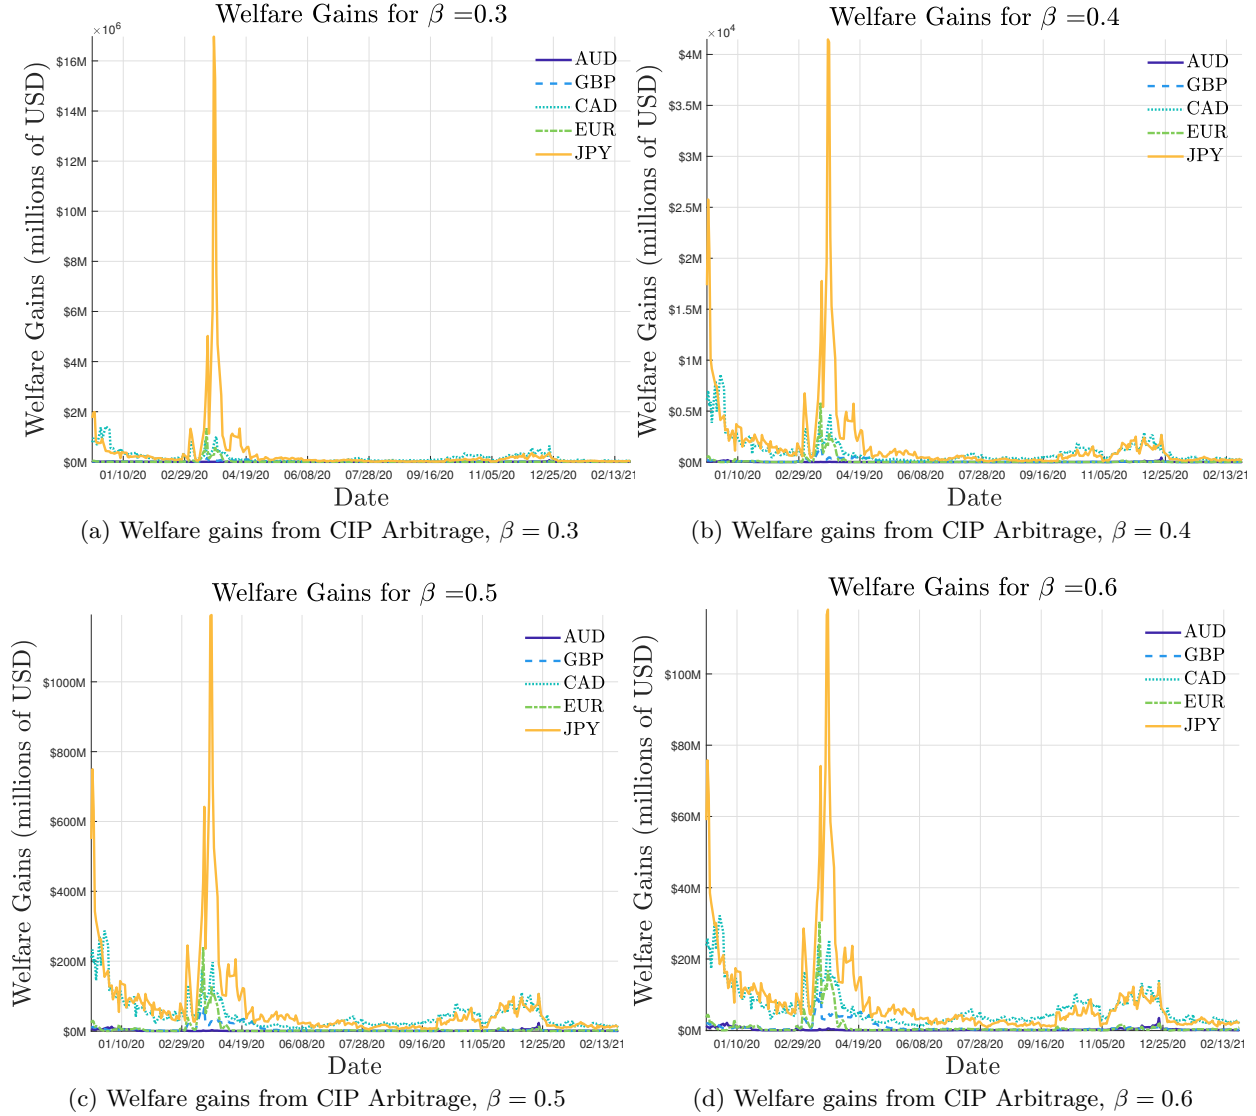 Welfare Gains for β =0.3
×10⁶
$16M
$14M
$12M
$10M
$8M
$6M
$4M
$2M
$0M
Welfare Gains (millions of USD)
AUD
GBP
CAD
EUR
JPY
01/10/20 02/29/20 04/19/20 06/08/20 07/28/20 09/16/20 11/05/20 12/25/20 02/13/21
Date
(a) Welfare gains from CIP Arbitrage, β = 0.3
Welfare Gains for β =0.4
×10⁴
$4M
$3.5M
$3M
$2.5M
$2M
$1.5M
$1M
$0.5M
$0M
Welfare Gains (millions of USD)
AUD
GBP
CAD
EUR
JPY
01/10/20 02/29/20 04/19/20 06/08/20 07/28/20 09/16/20 11/05/20 12/25/20 02/13/21
Date
(b) Welfare gains from CIP Arbitrage, β = 0.4
Welfare Gains for β =0.5
$1000M
$800M
$600M
$400M
$200M
$0M
Welfare Gains (millions of USD)
AUD
GBP
CAD
EUR
JPY
01/10/20 02/29/20 04/19/20 06/08/20 07/28/20 09/16/20 11/05/20 12/25/20 02/13/21
Date
(c) Welfare gains from CIP Arbitrage, β = 0.5
Welfare Gains for β =0.6
$100M
$80M
$60M
$40M
$20M
$0M
Welfare Gains (millions of USD)
AUD
GBP
CAD
EUR
JPY
01/10/20 02/29/20 04/19/20 06/08/20 07/28/20 09/16/20 11/05/20 12/25/20 02/13/21
Date
(d) Welfare gains from CIP Arbitrage, β = 0.6